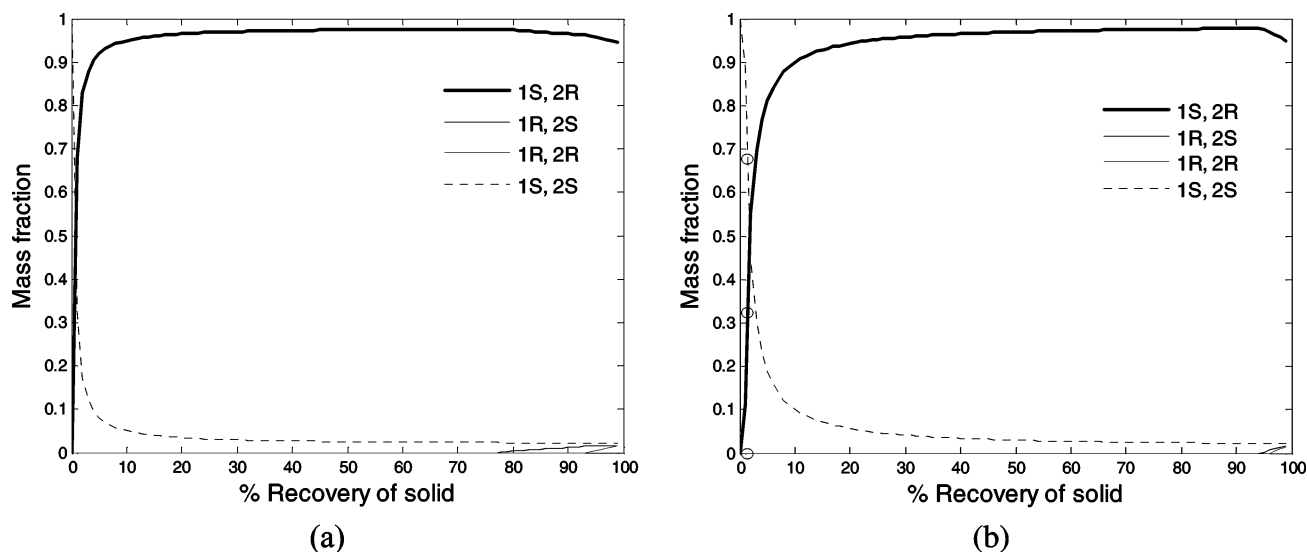 1
0.9
0.8
0.7
0.6
0.5
0.4
0.3
0.2
0.1
0
Mass fraction
1S, 2R
1R, 2S
1R, 2R
1S, 2S
0 10 20 30 40 50 60 70 80 90 100
% Recovery of solid
(a)
1
0.9
0.8
0.7
0.6
0.5
0.4
0.3
0.2
0.1
0
Mass fraction
1S, 2R
1R, 2S
1R, 2R
1S, 2S
0 10 20 30 40 50 60 70 80 90 100
% Recovery of solid
(b)